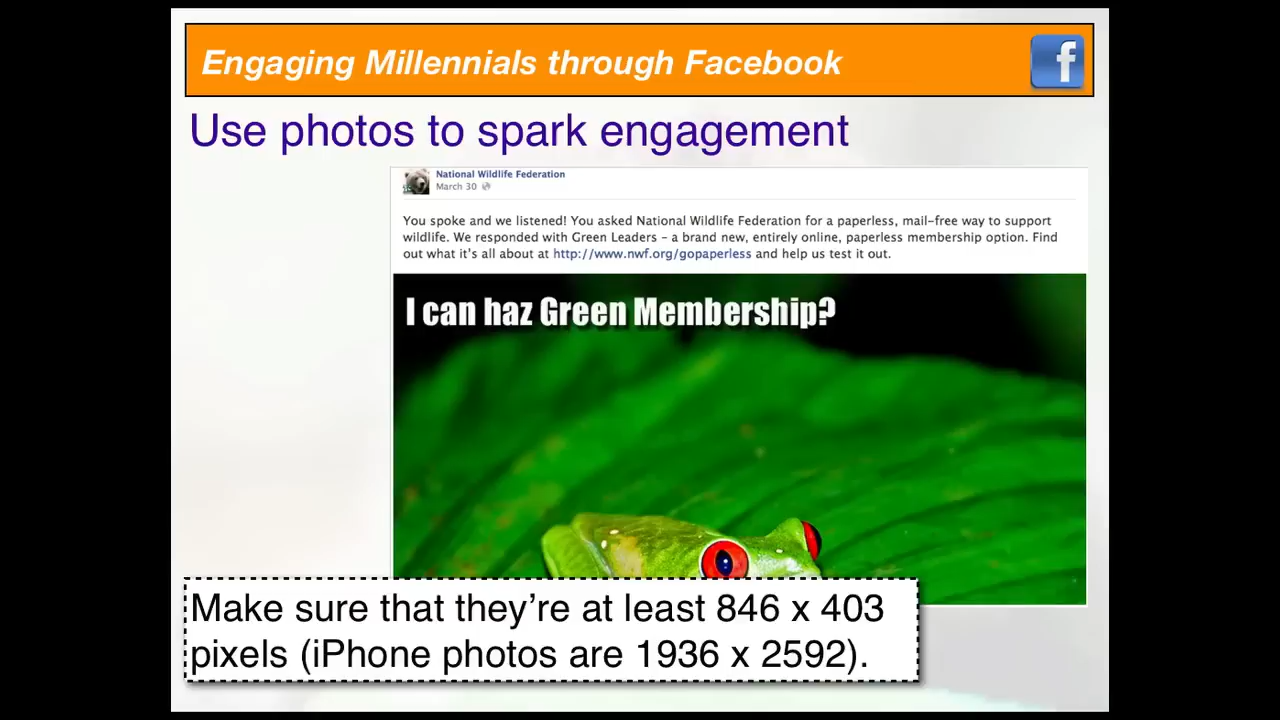 Engaging Millennials through Facebook
f
Use photos to spark engagement
National Wildlife Federation
March 30
You spoke and we listened! You asked National Wildlife Federation for a paperless, mail-free way to support
wildlife. We responded with Green Leaders – a brand new, entirely online, paperless membership option. Find
out what it's all about at http://www.nwf.org/gopaperless and help us test it out.
I can haz Green Membership?
Make sure that they’re at least 846 x 403
pixels (iPhone photos are 1936 x 2592).